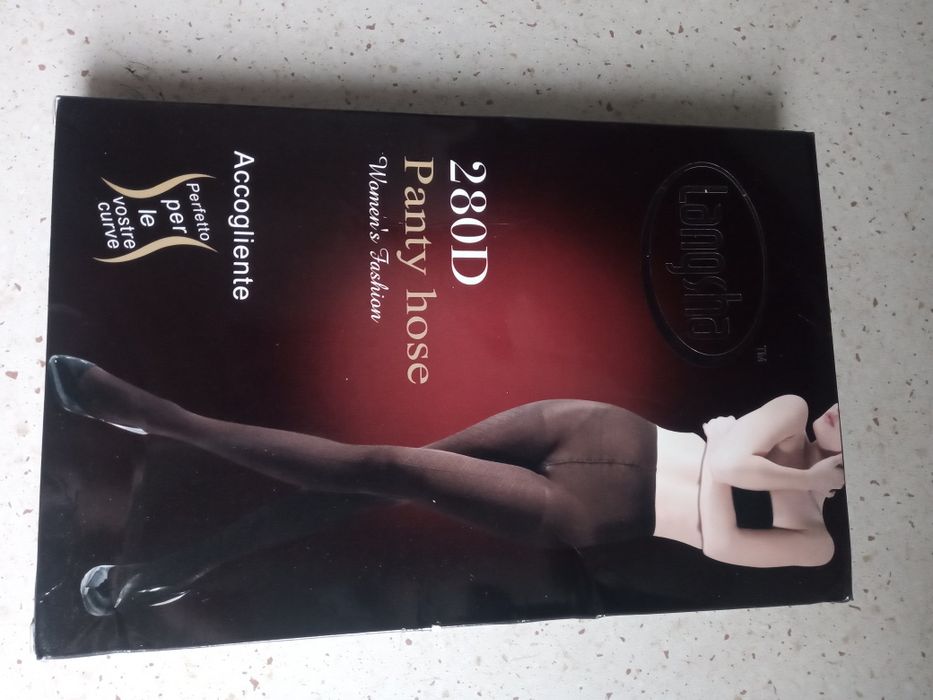 Langsha
TM
280D
Panty hose
Women's Fashion
Accogliente
Perfetto
per
le
vostre
curve